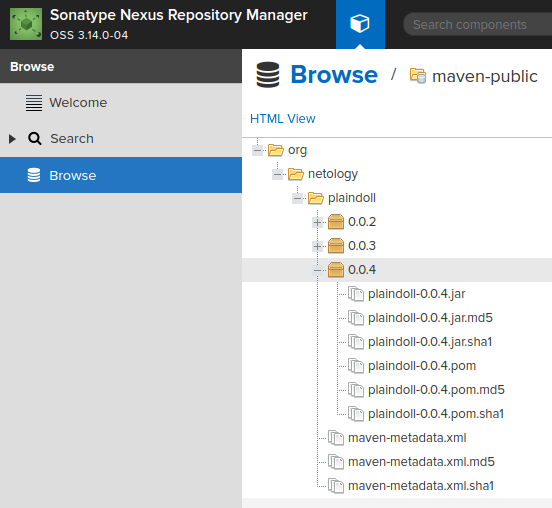 Sonatype Nexus Repository Manager
OSS 3.14.0-04
Search components
Browse
Welcome
Search
Browse
Browse / maven-public
HTML View
org
netology
plaindoll
0.0.2
0.0.3
0.0.4
plaindoll-0.0.4.jar
plaindoll-0.0.4.jar.md5
plaindoll-0.0.4.jar.sha1
plaindoll-0.0.4.pom
plaindoll-0.0.4.pom.md5
plaindoll-0.0.4.pom.sha1
maven-metadata.xml
maven-metadata.xml.md5
maven-metadata.xml.sha1